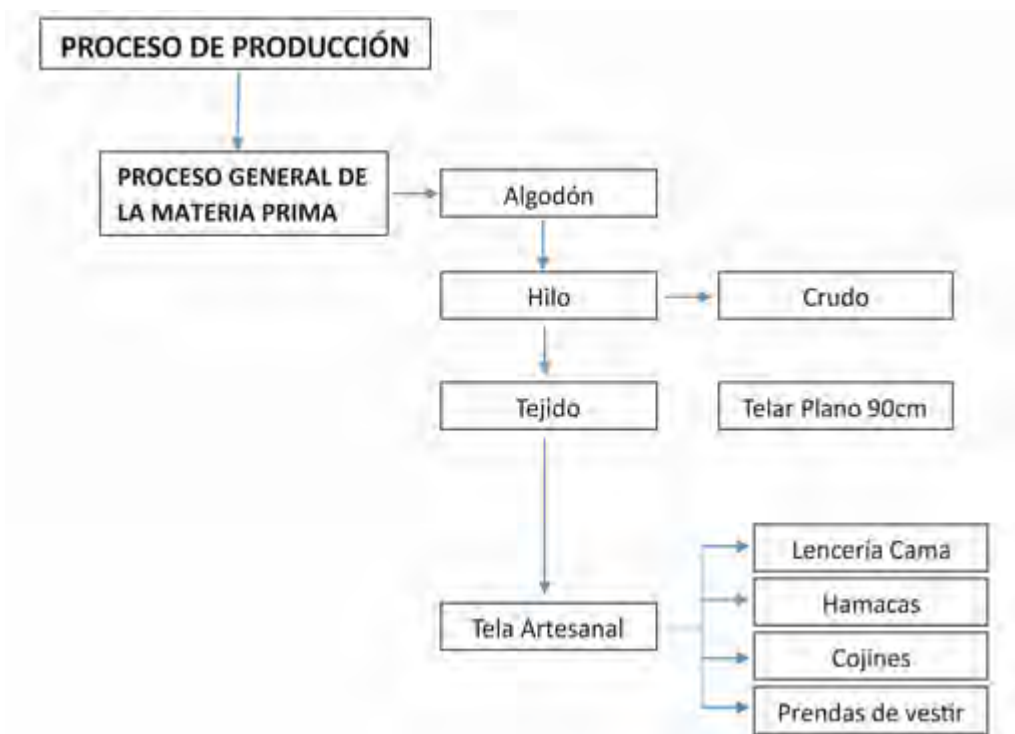 PROCESO DE PRODUCCIÓN
PROCESO GENERAL DE
LA MATERIA PRIMA
Algodón
Hilo
Crudo
Tejido
Telar Plano 90cm
Lencería Cama
Hamacas
Tela Artesanal
Cojines
Prendas de vestir